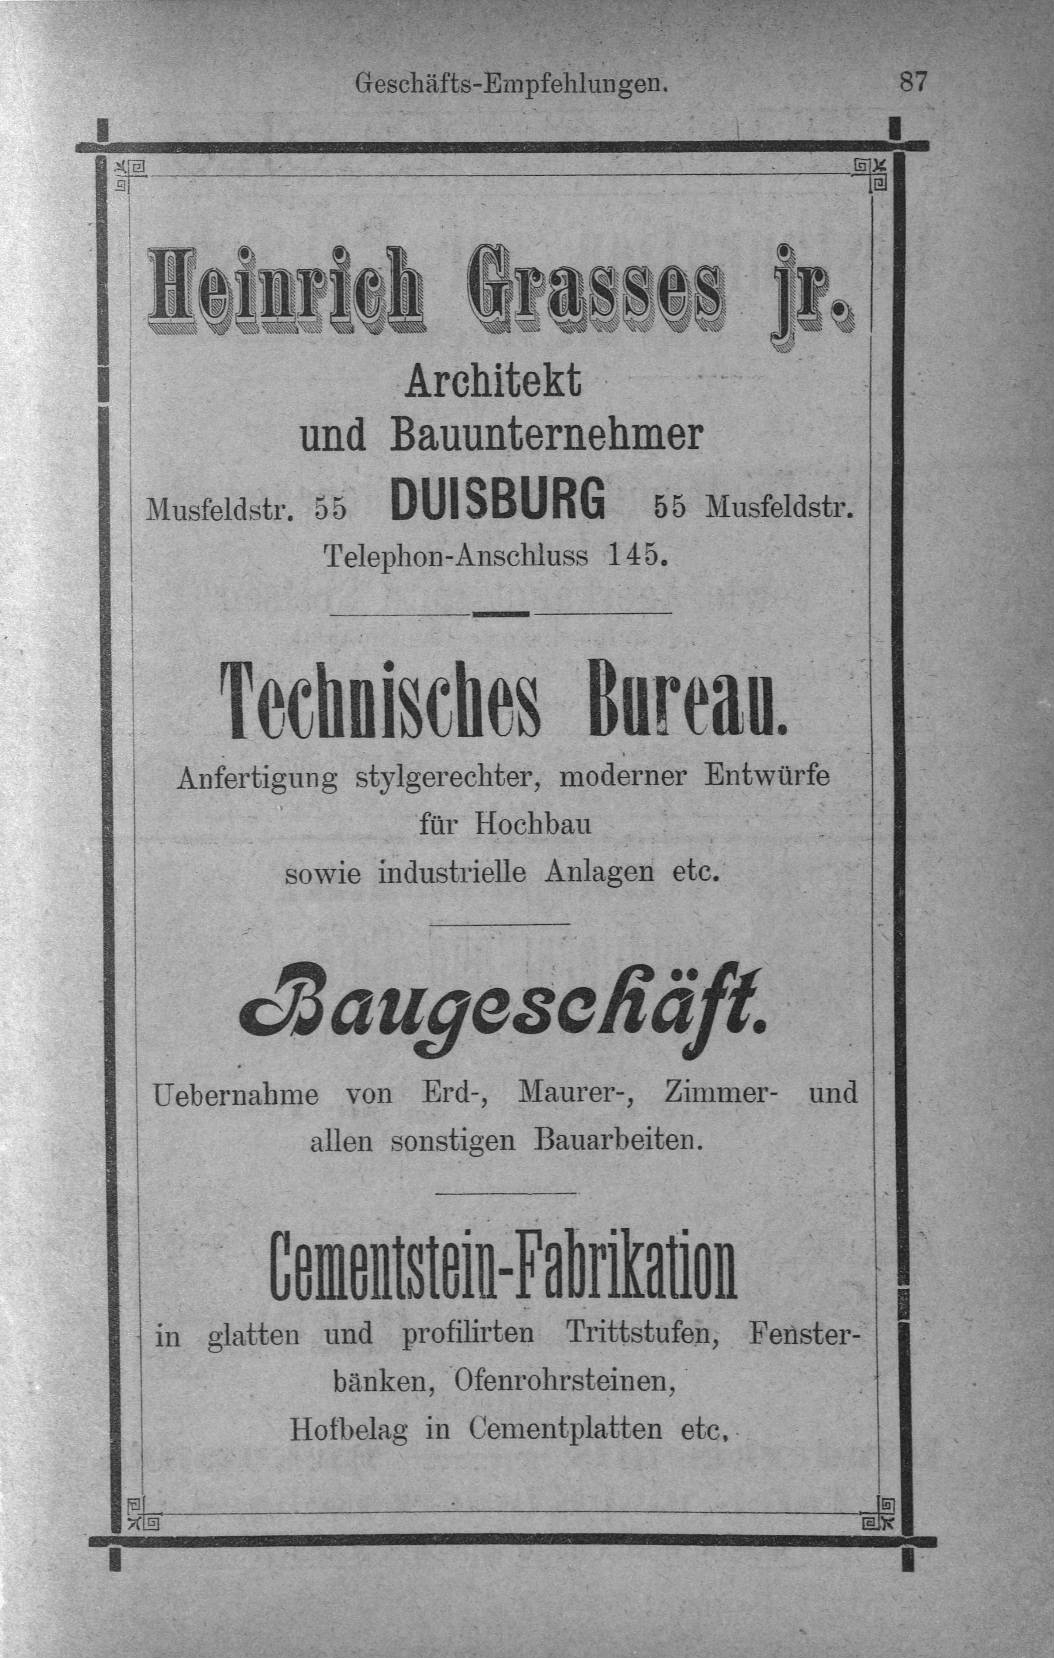 Geschäfts-Empfehlungen. 87
Heinrich Grasses jr.
Architekt
und Bauunternehmer
Musfeldstr. 55 DUISBURG 55 Musfeldstr.
Telephon-Anschluss 145.
Technisches Bureau.
Anfertigung stylgerechter, moderner Entwürfe
für Hochbau
sowie industrielle Anlagen etc.
Baugeschäft.
Uebernahme von Erd-, Maurer-, Zimmer- und
allen sonstigen Bauarbeiten.
Cementstein-Fabrikation
in glatten und profilirten Trittstufen, Fenster-
bänken, Ofenrohrsteinen,
Hofbelag in Cementplatten etc.